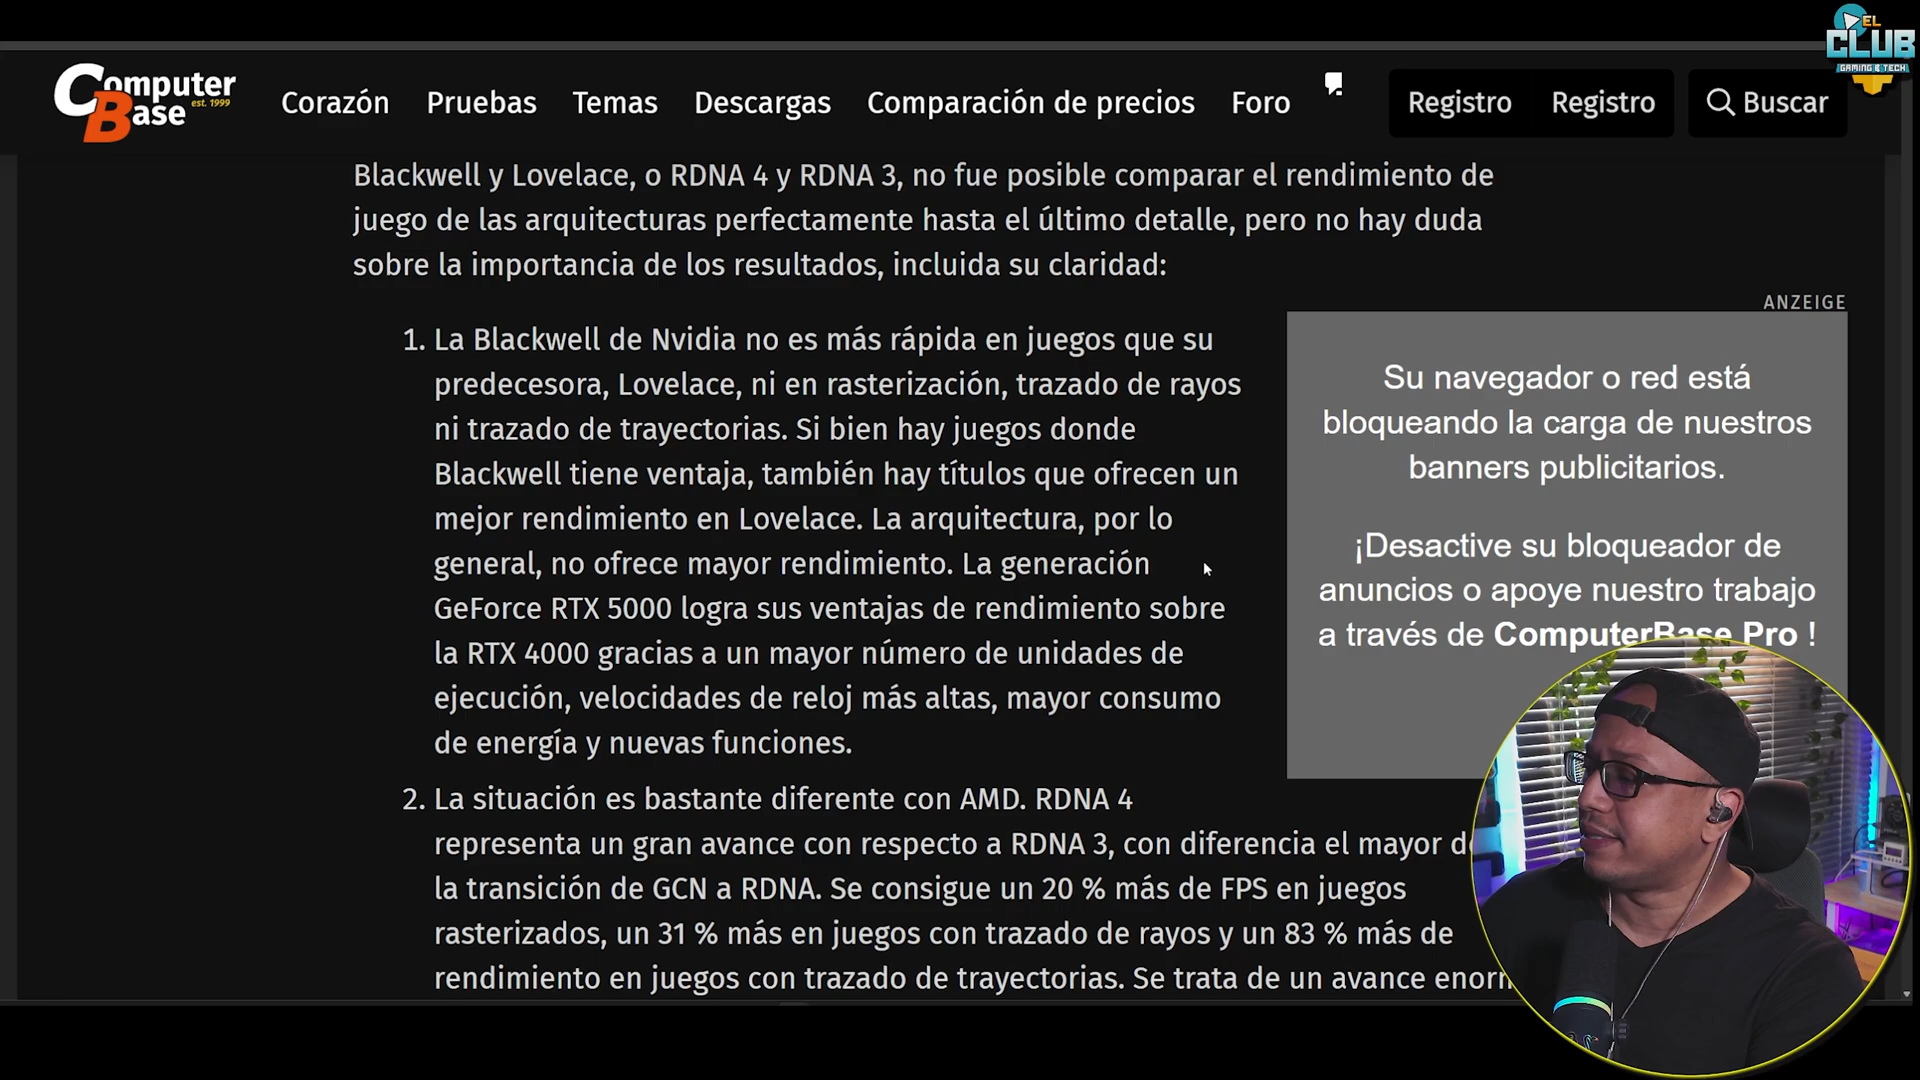 EL
CLUB
GAMING & TECH
Computer
Base
est. 1999
Corazón
Pruebas
Temas
Descargas
Comparación de precios
Foro
Registro
Registro
Buscar
Blackwell y Lovelace, o RDNA 4 y RDNA 3, no fue posible comparar el rendimiento de
juego de las arquitecturas perfectamente hasta el último detalle, pero no hay duda
sobre la importancia de los resultados, incluida su claridad:
1. La Blackwell de Nvidia no es más rápida en juegos que su
predecesora, Lovelace, ni en rasterización, trazado de rayos
ni trazado de trayectorias. Si bien hay juegos donde
Blackwell tiene ventaja, también hay títulos que ofrecen un
mejor rendimiento en Lovelace. La arquitectura, por lo
general, no ofrece mayor rendimiento. La generación
GeForce RTX 5000 logra sus ventajas de rendimiento sobre
la RTX 4000 gracias a un mayor número de unidades de
ejecución, velocidades de reloj más altas, mayor consumo
de energía y nuevas funciones.
2. La situación es bastante diferente con AMD. RDNA 4
representa un gran avance con respecto a RDNA 3, con diferencia el mayor
la transición de GCN a RDNA. Se consigue un 20 % más de FPS en juegos
rasterizados, un 31 % más en juegos con trazado de rayos y un 83 % más de
rendimiento en juegos con trazado de trayectorias. Se trata de un avance
ANZEIGE
Su navegador o red está
bloqueando la carga de nuestros
banners publicitarios.
¡Desactive su bloqueador de
anuncios o apoye nuestro trabajo
a través de ComputerBase Pro !